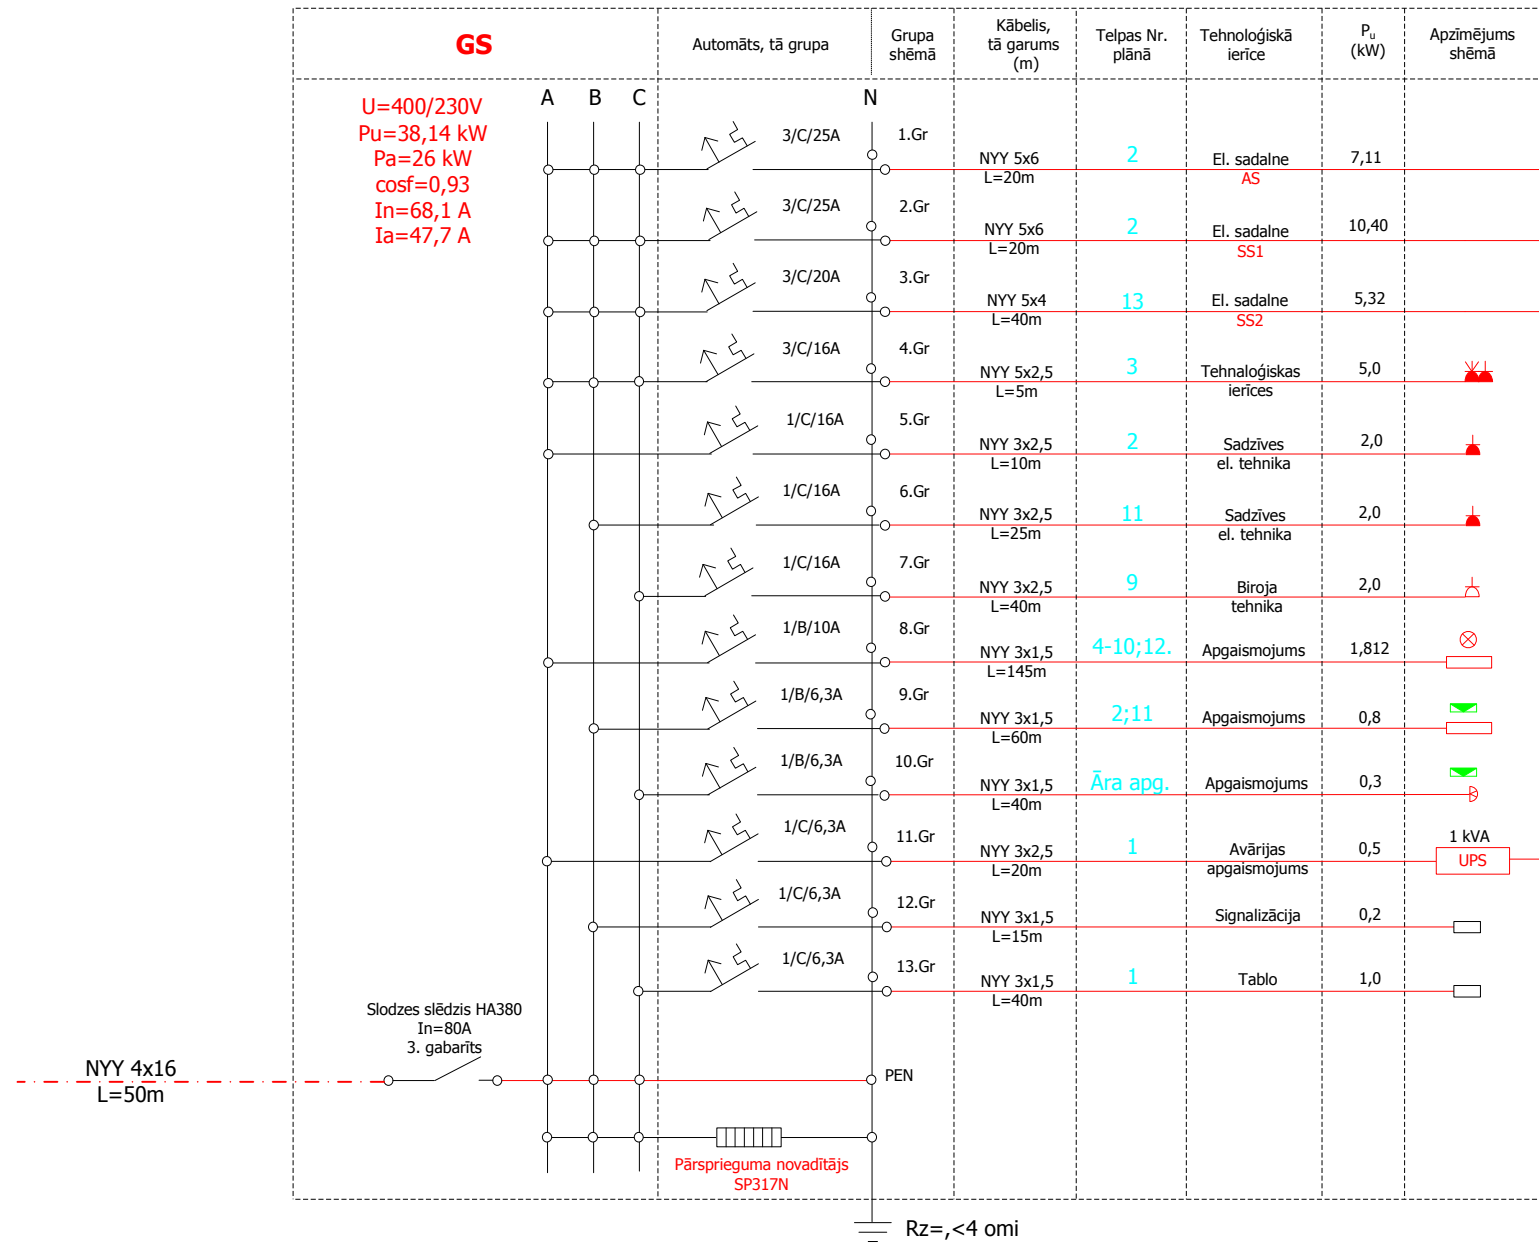 GS
Automāts, tā grupa
Grupa
shēmā
Kābelis,
tā garums
(m)
Telpas Nr.
plānā
Tehnoloģiskā
ierīce
Pu
(kW)
Apzīmējums
shēmā
U=400/230V
Pu=38,14 kW
Pa=26 kW
cosf=0,93
In=68,1 A
Ia=47,7 A
A B C N
3/C/25A 1.Gr
NYY 5x6 2 El. sadalne 7,11
L=20m AS
3/C/25A 2.Gr
NYY 5x6 2 El. sadalne 10,40
L=20m SS1
3/C/20A 3.Gr
NYY 5x4 13 El. sadalne 5,32
L=40m SS2
3/C/16A 4.Gr
NYY 5x2,5 3 Tehnaloģiskas 5,0
L=5m ierīces
1/C/16A 5.Gr
NYY 3x2,5 2 Sadzīves 2,0
L=10m el. tehnika
1/C/16A 6.Gr
NYY 3x2,5 11 Sadzīves 2,0
L=25m el. tehnika
1/C/16A 7.Gr
NYY 3x2,5 9 Biroja 2,0
L=40m tehnika
1/B/10A 8.Gr
NYY 3x1,5 4-10;12. Apgaismojums 1,812
L=145m
1/B/6,3A 9.Gr
NYY 3x1,5 2;11 Apgaismojums 0,8
L=60m
1/B/6,3A 10.Gr
NYY 3x1,5 Āra apg. Apgaismojums 0,3
L=40m
1/C/6,3A 11.Gr
NYY 3x2,5 1 Avārijas 0,5 1 kVA
L=20m apgaismojums UPS
1/C/6,3A 12.Gr
NYY 3x1,5 Signalizācija 0,2
L=15m
1/C/6,3A 13.Gr
NYY 3x1,5 1 Tablo 1,0
L=40m
Slodzes slēdzis HA380
In=80A
3. gabarīts
NYY 4x16
L=50m
PEN
Pārsprieguma novadītājs
SP317N
Rz=,<4 omi